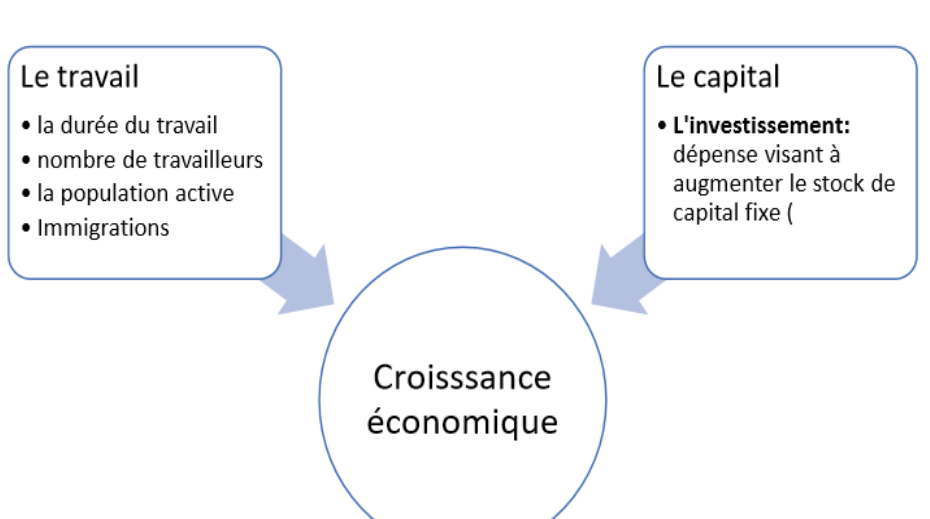 Le travail
• la durée du travail
• nombre de travailleurs
• la population active
• Immigrations
Le capital
• L'investissement:
dépense visant à
augmenter le stock de
capital fixe (
Croisssance
économique